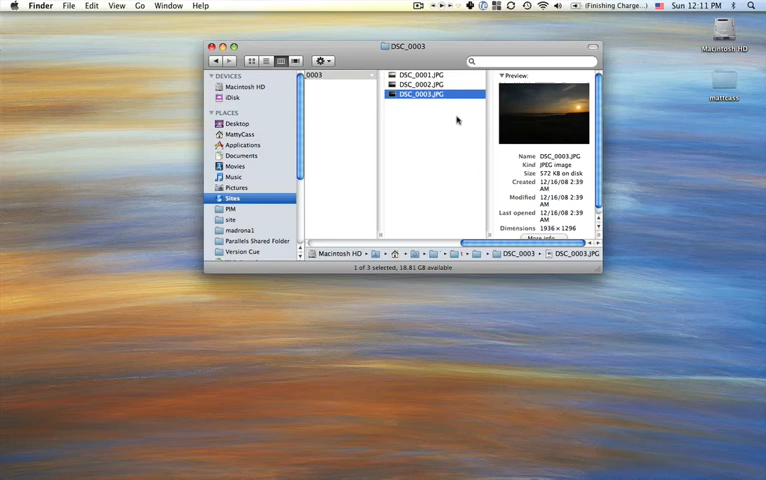 Finder File Edit View Go Window Help (Finishing Charge... Sun 12:11 PM
Macintosh HD
mattcass
DSC_0003
DEVICES
Macintosh HD
iDisk
PLACES
Desktop
MattyCass
Applications
Documents
Movies
Music
Pictures
Sites
PIM
site
madrona1
Parallels Shared Folder
Version Cue
0003
DSC_0001.JPG
DSC_0002.JPG
DSC_0003.JPG
Preview:
Name DSC_0003.JPG
Kind JPEG image
Size 572 KB on disk
Created 12/16/08 2:39
AM
Modified 12/16/08 2:39
AM
Last opened 12/16/08 2:39
AM
Dimensions 1936 × 1296
More info...
Macintosh HD DSC_0003 DSC_0003.JPG
1 of 3 selected, 18.81 GB available